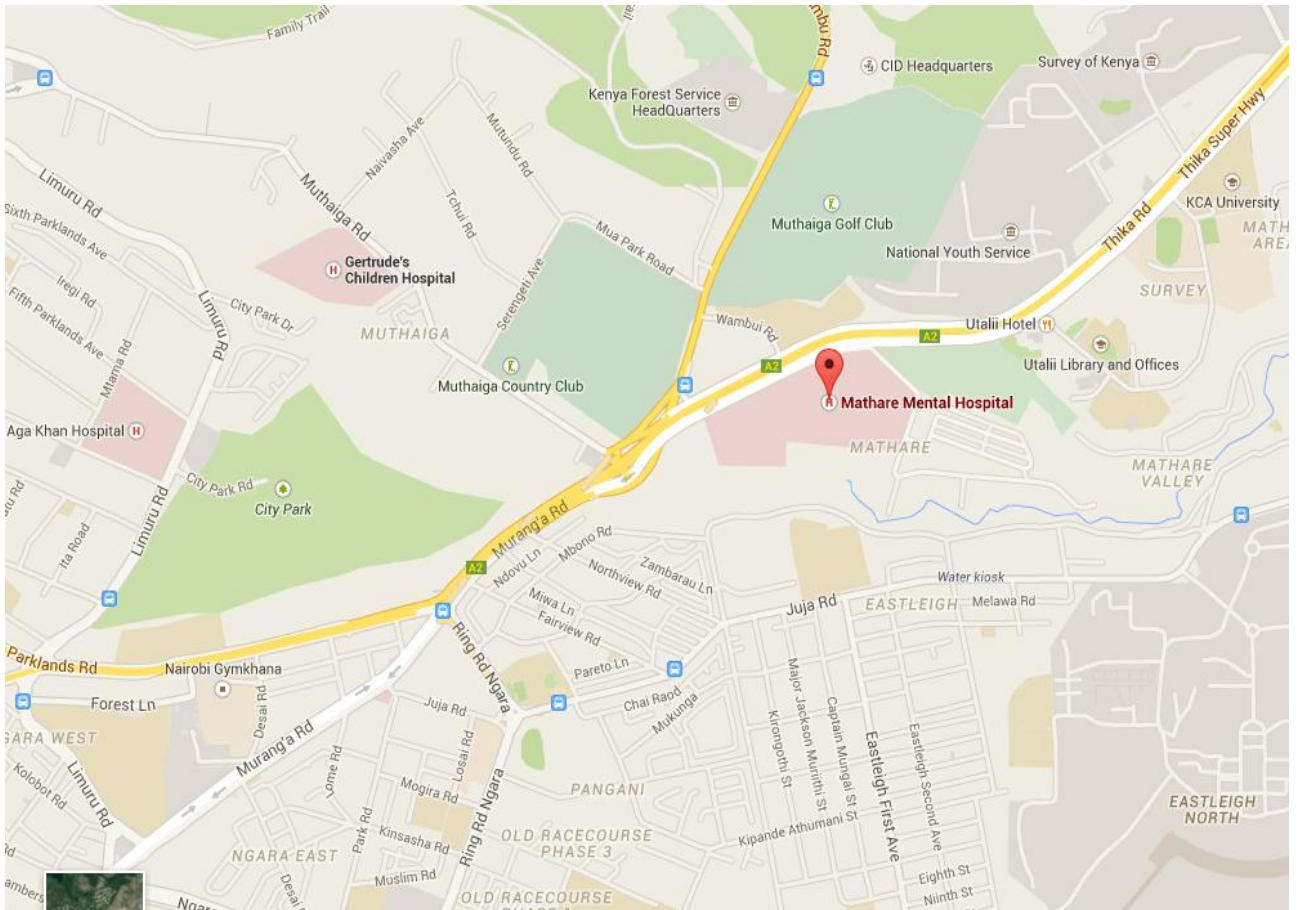 Family Trail
Trail
Kiambu Rd
CID Headquarters
Survey of Kenya
Kenya Forest Service
HeadQuarters
Thika Super Hwy
Naivasha Ave
Mutundu Rd
Limuru Rd
Muthaiga Rd
Tchui Rd
KCA University
Sixth Parklands Ave
Muthaiga Golf Club
Mua Park Road
Thika Rd
National Youth Service
H
Gertrude's
Children Hospital
Iregi Rd
Serengeti Ave
Fifth Parklands Ave
City Park Dr
Limuru Rd
SURVEY
MUTHAIGA
Wambui Rd
Utalii Hotel
A2
A2
Mtama Rd
Utalii Library and Offices
Muthaiga Country Club
Mathare Mental Hospital
Aga Khan Hospital
H
MATHARE
MATHARE
VALLEY
City Park Rd
City Park
Limuru Rd
Ita Road
Murang'a Rd
Mbono Rd
A2
Ndovu Ln
Northview Rd
Zambarau Ln
Water kiosk
Miwa Ln
Juja Rd
EASTLEIGH
Melawa Rd
Fairview Rd
Ring Rd Ngara
Parklands Rd
Nairobi Gymkhana
Pareto Ln
Forest Ln
Desai Rd
Juja Rd
Chai Raod
Mukunga
Major Jackson Muriithi St
Captain Mungai St
Kirongothi St
Eastleigh First Ave
Eastleigh Second Ave
NGARA WEST
Murang'a Rd
Losai Rd
Lome Rd
Kolobot Rd
Limuru Rd
Mogira Rd
PANGANI
Park Rd
Ring Rd Ngara
EASTLEIGH
NORTH
Kinsasha Rd
OLD RACECOURSE
PHASE 3
Kipande Athumani St
NGARA EAST
Muslim Rd
Desai
Eighth St
Niinth St
OLD RACECOURSE